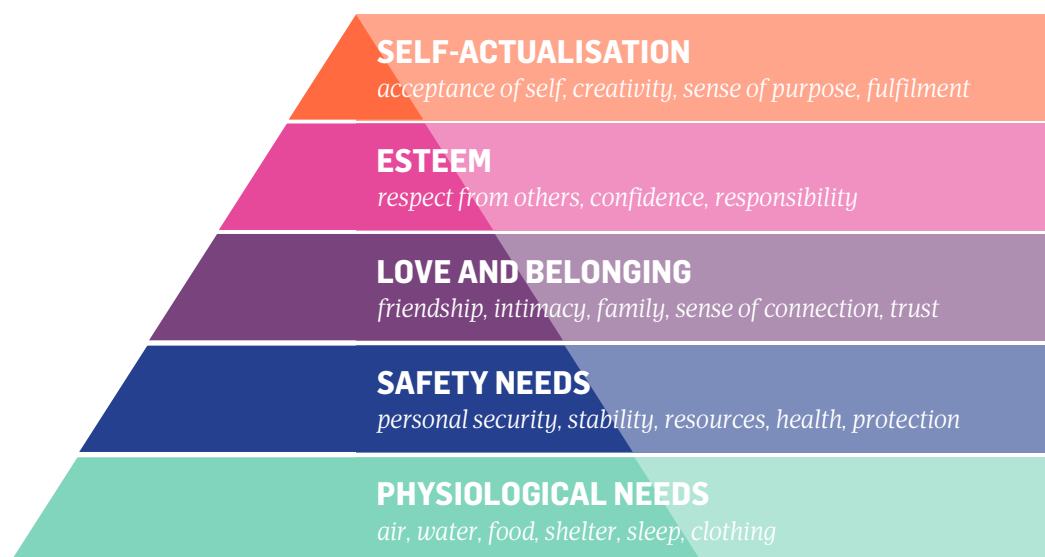 SELF-ACTUALISATION
acceptance of self, creativity, sense of purpose, fulfilment
ESTEEM
respect from others, confidence, responsibility
LOVE AND BELONGING
friendship, intimacy, family, sense of connection, trust
SAFETY NEEDS
personal security, stability, resources, health, protection
PHYSIOLOGICAL NEEDS
air, water, food, shelter, sleep, clothing